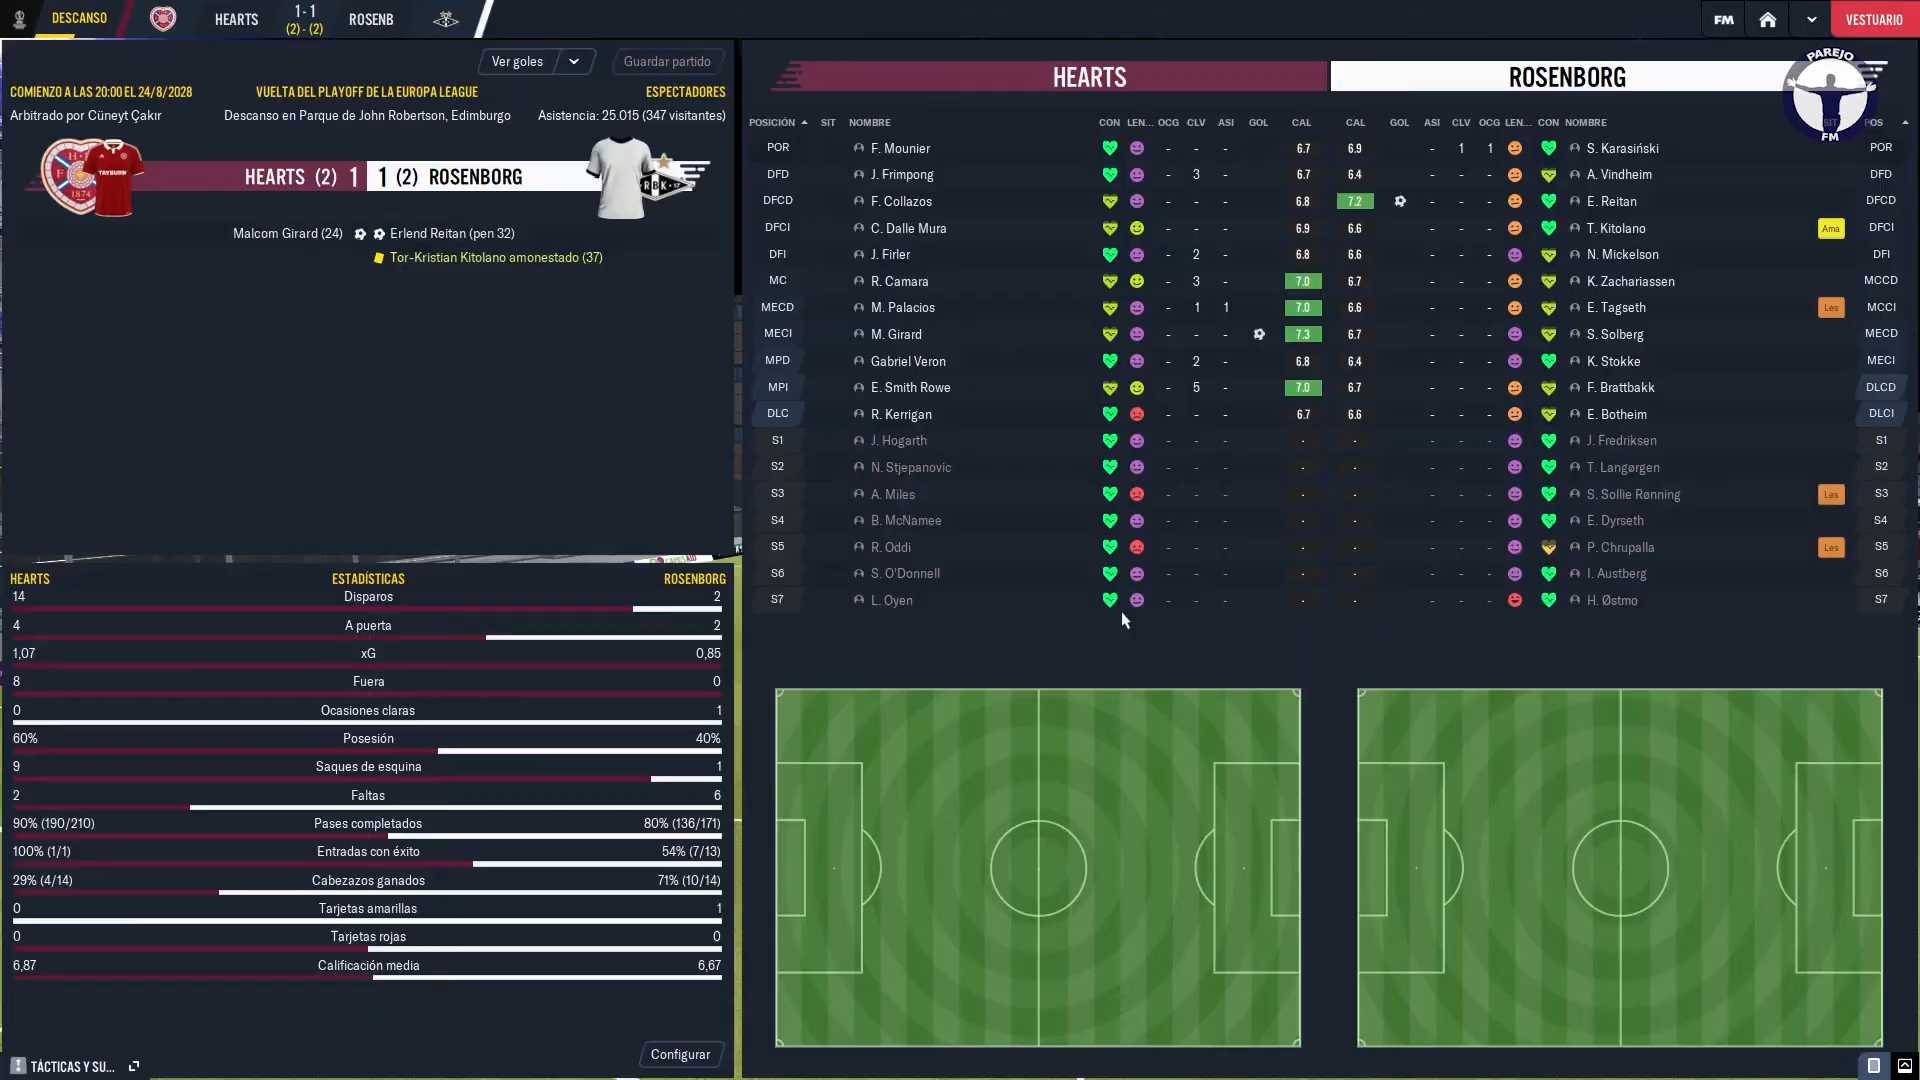 DESCANSO HEARTS 1 - 1 ROSENB FM VESTUARIO
(2) - (2)
PAREJO
FM
Ver goles Guardar partido
COMIENZO A LAS 20:00 EL 24/8/2028 VUELTA DEL PLAYOFF DE LA EUROPA LEAGUE ESPECTADORES
Arbitrado por Cüneyt Çakır Descanso en Parque de John Robertson, Edimburgo Asistencia: 25.015 (347 visitantes)
1874 TAYBURN HEARTS (2) 1 1 (2) ROSENBORG RBK
Malcom Girard (24) Erlend Reitan (pen 32)
Tor-Kristian Kitolano amonestado (37)
HEARTS ESTADÍSTICAS ROSENBORG
14 Disparos 2
4 A puerta 2
1,07 xG 0,85
8 Fuera 0
0 Ocasiones claras 1
60% Posesión 40%
9 Saques de esquina 1
2 Faltas 6
90% (190/210) Pases completados 80% (136/171)
100% (1/1) Entradas con éxito 54% (7/13)
29% (4/14) Cabezazos ganados 71% (10/14)
0 Tarjetas amarillas 1
0 Tarjetas rojas 0
6,87 Calificación media 6,67
Configurar
TÁCTICAS Y SU...
HEARTS ROSENBORG
POSICIÓN SIT NOMBRE CON LEN... OCG CLV ASI GOL CAL CAL GOL ASI CLV OCG LEN... CON NOMBRE SIT POS
POR F. Mounier - - - 6.7 6.9 - 1 1 S. Karasiński POR
DFD J. Frimpong - 3 - 6.7 6.4 - - - A. Vindheim DFD
DFCD F. Collazos - - - 6.8 7.2 - - - E. Reitan DFCD
DFCI C. Dalle Mura - - - 6.9 6.6 - - - T. Kitolano Ama DFCI
DFI J. Firler - 2 - 6.8 6.6 - - - N. Mickelson DFI
MC R. Camara - 3 - 7.0 6.7 - - - K. Zachariassen MCCD
MECD M. Palacios - 1 1 7.0 6.6 - - - E. Tagseth Les MCCI
MECI M. Girard - - - 7.3 6.7 - - - S. Solberg MECD
MPD Gabriel Veron - 2 - 6.8 6.4 - - - K. Stokke MECI
MPI E. Smith Rowe - 5 - 7.0 6.7 - - - F. Brattbakk DLCD
DLC R. Kerrigan - - - 6.7 6.6 - - - E. Botheim DLCI
S1 J. Hogarth - - - - - - - - J. Fredriksen S1
S2 N. Stjepanovic - - - - - - - - T. Langørgen S2
S3 A. Miles - - - - - - - - S. Sollie Rønning Les S3
S4 B. McNamee - - - - - - - - E. Dyrseth S4
S5 R. Oddi - - - - - - - - P. Chrupalla Les S5
S6 S. O'Donnell - - - - - - - - I. Austberg S6
S7 L. Oyen - - - - - - - - H. Østmo S7